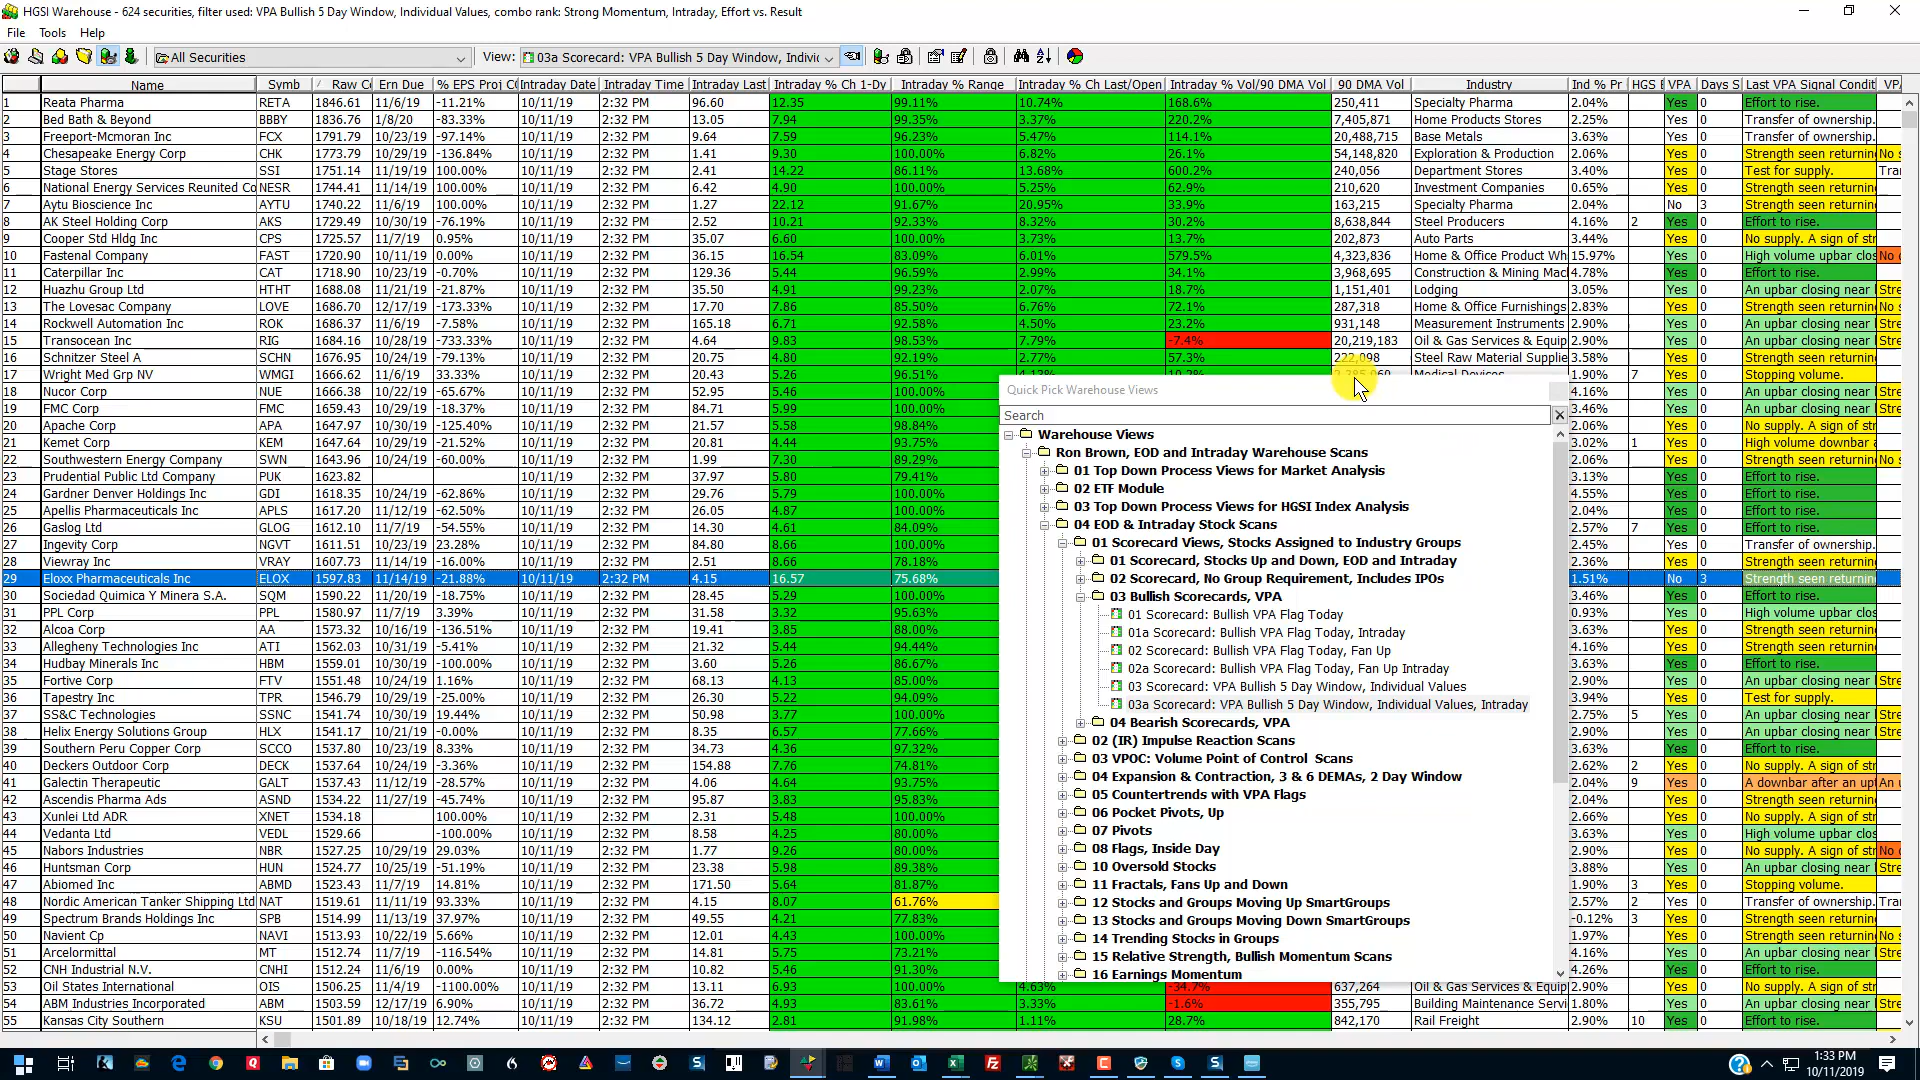 HGSI Warehouse - 624 securities, filter used: VPA Bullish 5 Day Window, Individual Values, combo rank: Strong Momentum, Intraday, Effort vs. Result
File Tools Help
All Securities View: 03a Scorecard: VPA Bullish 5 Day Window, Indivic
Name Symb Raw C Ern Due % EPS Proj C Intraday Date Intraday Time Intraday Last Intraday % Ch 1-Dy Intraday % Range Intraday % Ch Last/Open Intraday % Vol/90 DMA Vol 90 DMA Vol Industry Ind % Pr HGS VPA Days S Last VPA Signal Condit VP
1 Reata Pharma RETA 1846.61 11/6/19 -11.21% 10/11/19 2:32 PM 96.60 12.35 99.11% 10.74% 168.6% 250,411 Specialty Pharma 2.04% Yes 0 Effort to rise.
2 Bed Bath & Beyond BBBY 1836.76 1/8/20 -83.33% 10/11/19 2:32 PM 13.05 7.94 99.35% 3.37% 220.2% 7,405,871 Home Products Stores 2.25% Yes 0 Transfer of ownership.
3 Freeport-Mcmoran Inc FCX 1791.79 10/23/19 -97.14% 10/11/19 2:32 PM 9.64 7.59 96.23% 5.47% 114.1% 20,488,715 Base Metals 3.63% Yes 0 Transfer of ownership.
4 Chesapeake Energy Corp CHK 1773.79 10/29/19 -136.84% 10/11/19 2:32 PM 1.41 9.30 100.00% 6.82% 26.1% 54,148,820 Exploration & Production 2.06% Yes 0 Strength seen returning No s
5 Stage Stores SSI 1751.14 11/19/19 100.00% 10/11/19 2:32 PM 2.41 14.22 86.11% 13.68% 600.2% 240,056 Department Stores 3.40% Yes 0 Test for supply. Tra
6 National Energy Services Reunited Co NESR 1744.41 11/14/19 100.00% 10/11/19 2:32 PM 6.42 4.90 100.00% 5.25% 62.9% 210,620 Investment Companies 0.65% Yes 0 Strength seen returning
7 Aytu Bioscience Inc AYTU 1740.22 11/6/19 100.00% 10/11/19 2:32 PM 1.27 22.12 91.67% 20.95% 33.9% 163,215 Specialty Pharma 2.04% No 3 Strength seen returning
8 AK Steel Holding Corp AKS 1729.49 10/30/19 -76.19% 10/11/19 2:32 PM 2.52 10.21 92.33% 8.32% 30.2% 8,638,844 Steel Producers 4.16% 2 Yes 0 Effort to rise.
9 Cooper Std Hldg Inc CPS 1725.57 11/7/19 0.95% 10/11/19 2:32 PM 35.07 6.60 100.00% 3.73% 13.7% 202,873 Auto Parts 3.44% Yes 0 No supply. A sign of str
10 Fastenal Company FAST 1720.90 10/11/19 0.00% 10/11/19 2:32 PM 36.15 16.54 83.09% 6.01% 579.5% 4,323,836 Home & Office Product Wh 15.97% Yes 0 High volume upbar clos No
11 Caterpillar Inc CAT 1718.90 10/23/19 -0.70% 10/11/19 2:32 PM 129.36 5.44 96.59% 2.99% 34.1% 3,968,695 Construction & Mining Mac 4.78% Yes 0 Effort to rise.
12 Huazhu Group Ltd HTHT 1688.08 11/21/19 -21.87% 10/11/19 2:32 PM 35.50 4.91 99.23% 2.07% 18.7% 1,151,401 Lodging 3.05% Yes 0 An upbar closing near Stre
13 The Lovesac Company LOVE 1686.70 12/17/19 -173.33% 10/11/19 2:32 PM 17.70 7.86 85.50% 6.76% 72.1% 287,318 Home & Office Furnishings 2.83% Yes 0 Strength seen returning No s
14 Rockwell Automation Inc ROK 1686.37 11/6/19 -7.58% 10/11/19 2:32 PM 165.18 6.71 92.58% 4.50% 23.2% 931,148 Measurement Instruments 2.90% Yes 0 An upbar closing near Stre
15 Transocean Inc RIG 1684.16 10/28/19 -733.33% 10/11/19 2:32 PM 4.64 9.83 98.53% 7.79% -7.4% 20,219,183 Oil & Gas Services & Equip 2.90% Yes 0 An upbar closing near Stre
16 Schnitzer Steel A SCHN 1676.95 10/24/19 -79.13% 10/11/19 2:32 PM 20.75 4.80 92.19% 2.77% 57.3% 222,098 Steel Raw Material Supplie 3.58% Yes 0 Strength seen returning
17 Wright Med Grp NV WMGI 1666.62 11/6/19 33.33% 10/11/19 2:32 PM 20.43 5.26 96.51% 1.90% 7 Yes 0 Stopping volume.
18 Nucor Corp NUE 1666.38 10/22/19 -65.67% 10/11/19 2:32 PM 52.95 5.46 100.00% 4.16% Yes 0 An upbar closing near Stre
19 FMC Corp FMC 1659.43 10/29/19 -18.37% 10/11/19 2:32 PM 84.71 5.99 100.00% 3.46% Yes 0 An upbar closing near Stre
20 Apache Corp APA 1647.97 10/30/19 -125.40% 10/11/19 2:32 PM 21.57 5.58 98.84% 2.06% Yes 0 No supply. A sign of str
21 Kemet Corp KEM 1647.64 10/29/19 -21.52% 10/11/19 2:32 PM 20.81 4.44 93.75% 3.02% 1 Yes 0 High volume downbar a
22 Southwestern Energy Company SWN 1643.96 10/24/19 -60.00% 10/11/19 2:32 PM 1.99 7.30 89.29% 2.06% Yes 0 Strength seen returning No s
23 Prudential Public Ltd Company PUK 1623.82 10/11/19 2:32 PM 37.97 5.80 79.41% 3.13% Yes 0 Effort to rise.
24 Gardner Denver Holdings Inc GDI 1618.35 10/24/19 -62.86% 10/11/19 2:32 PM 29.76 5.79 100.00% 4.55% Yes 0 Effort to rise.
25 Apellis Pharmaceuticals Inc APLS 1617.20 11/12/19 -62.50% 10/11/19 2:32 PM 26.05 4.87 100.00% 2.04% Yes 0 Effort to rise.
26 Gaslog Ltd GLOG 1612.10 11/7/19 -54.55% 10/11/19 2:32 PM 14.30 4.61 84.09% 2.57% 7 Yes 0 Effort to rise.
27 Ingevity Corp NGVT 1611.51 10/23/19 23.28% 10/11/19 2:32 PM 84.80 8.66 100.00% 2.45% Yes 0 Transfer of ownership.
28 Viewray Inc VRAY 1607.73 11/14/19 -16.00% 10/11/19 2:32 PM 2.51 8.66 78.18% 2.36% Yes 0 Strength seen returning
29 Eloxx Pharmaceuticals Inc ELOX 1597.83 11/14/19 -21.88% 10/11/19 2:32 PM 4.15 16.57 75.68% 1.51% No 3 Strength seen returning
30 Sociedad Quimica Y Minera S.A. SQM 1590.22 11/20/19 -18.75% 10/11/19 2:32 PM 28.45 5.29 100.00% 3.46% Yes 0 Effort to rise.
31 PPL Corp PPL 1580.97 11/7/19 3.39% 10/11/19 2:32 PM 31.58 3.32 95.63% 0.93% Yes 0 High volume upbar clos
32 Alcoa Corp AA 1573.32 10/16/19 -136.51% 10/11/19 2:32 PM 19.41 3.85 88.00% 3.63% Yes 0 Strength seen returning
33 Allegheny Technologies Inc ATI 1562.03 10/31/19 -5.41% 10/11/19 2:32 PM 21.32 5.44 94.44% 4.16% Yes 0 Strength seen returning
34 Hudbay Minerals Inc HBM 1559.01 10/30/19 -100.00% 10/11/19 2:32 PM 3.60 5.26 86.67% 3.63% Yes 0 Effort to rise.
35 Fortive Corp FTV 1551.48 10/24/19 1.16% 10/11/19 2:32 PM 68.13 4.13 85.00% 2.90% Yes 0 An upbar closing near Stre
36 Tapestry Inc TPR 1546.79 10/29/19 -25.00% 10/11/19 2:32 PM 26.30 5.22 94.09% 3.94% Yes 0 Test for supply.
37 SS&C Technologies SSNC 1541.74 10/30/19 19.44% 10/11/19 2:32 PM 50.98 3.77 100.00% 2.75% 5 Yes 0 An upbar closing near Stre
38 Helix Energy Solutions Group HLX 1541.17 10/21/19 -0.00% 10/11/19 2:32 PM 8.35 6.57 77.66% 2.90% Yes 0 An upbar closing near Stre
39 Southern Peru Copper Corp SCCO 1537.80 10/23/19 8.33% 10/11/19 2:32 PM 34.73 4.36 97.32% 3.63% Yes 0 Effort to rise.
40 Deckers Outdoor Corp DECK 1537.64 10/24/19 -3.36% 10/11/19 2:32 PM 154.88 7.76 74.81% 2.62% 2 Yes 0 No supply. A sign of str
41 Galectin Therapeutic GALT 1537.43 11/12/19 -28.57% 10/11/19 2:32 PM 4.06 4.64 93.75% 2.04% 9 Yes 0 A downbar after an upt An u
42 Ascendis Pharma Ads ASND 1534.22 11/27/19 -45.74% 10/11/19 2:32 PM 95.87 3.83 95.83% 2.04% Yes 0 Strength seen returning
43 Xunlei Ltd ADR XNET 1534.18 100.00% 10/11/19 2:32 PM 2.31 5.48 100.00% 2.66% Yes 0 No supply. A sign of str
44 Vedanta Ltd VEDL 1529.66 -100.00% 10/11/19 2:32 PM 8.58 4.25 80.00% 3.63% Yes 0 High volume upbar clos
45 Nabors Industries NBR 1527.25 10/29/19 29.03% 10/11/19 2:32 PM 1.77 9.26 80.00% 2.90% Yes 0 No supply. A sign of str No
46 Huntsman Corp HUN 1524.77 10/25/19 -51.19% 10/11/19 2:32 PM 23.38 5.98 89.38% 3.88% Yes 0 An upbar closing near Stre
47 Abiomed Inc ABMD 1523.43 11/7/19 14.81% 10/11/19 2:32 PM 171.50 5.64 81.87% 1.90% 3 Yes 0 Stopping volume.
48 Nordic American Tanker Shipping Ltd NAT 1519.61 11/11/19 93.33% 10/11/19 2:32 PM 4.15 8.07 61.76% 2.57% 2 Yes 0 Transfer of ownership. Tra
49 Spectrum Brands Holdings Inc SPB 1514.99 11/13/19 37.97% 10/11/19 2:32 PM 49.55 4.21 77.83% -0.12% 3 Yes 0 Strength seen returning
50 Navient Cp NAVI 1513.93 10/22/19 5.66% 10/11/19 2:32 PM 12.01 4.43 100.00% 1.97% Yes 0 Strength seen returning No s
51 Arcelormittal MT 1512.74 11/7/19 -116.54% 10/11/19 2:32 PM 14.81 5.75 73.21% 4.16% Yes 0 An upbar closing near Stre
52 CNH Industrial N.V. CNHI 1512.24 11/6/19 0.00% 10/11/19 2:32 PM 10.82 5.46 91.30% 4.26% Yes 0 Effort to rise.
53 Oil States International OIS 1506.25 11/4/19 -1100.00% 10/11/19 2:32 PM 13.11 6.93 100.00% 4.63% -34.7% 637,264 Oil & Gas Services & Equip 2.90% Yes 0 No supply. A sign of str
54 ABM Industries Incorporated ABM 1503.59 12/17/19 6.90% 10/11/19 2:32 PM 36.72 4.93 83.61% 3.33% -1.6% 355,795 Building Maintenance Servi 1.80% Yes 0 An upbar closing near Stre
55 Kansas City Southern KSU 1501.89 10/18/19 12.74% 10/11/19 2:32 PM 134.12 2.81 91.98% 1.11% 28.7% 842,170 Rail Freight 2.90% 10 Yes 0 Effort to rise.
Quick Pick Warehouse Views
Search
Warehouse Views
Ron Brown, EOD and Intraday Warehouse Scans
01 Top Down Process Views for Market Analysis
02 ETF Module
03 Top Down Process Views for HGSI Index Analysis
04 EOD & Intraday Stock Scans
01 Scorecard Views, Stocks Assigned to Industry Groups
01 Scorecard, Stocks Up and Down, EOD and Intraday
02 Scorecard, No Group Requirement, Includes IPOs
03 Bullish Scorecards, VPA
01 Scorecard: Bullish VPA Flag Today
01a Scorecard: Bullish VPA Flag Today, Intraday
02 Scorecard: Bullish VPA Flag Today, Fan Up
02a Scorecard: Bullish VPA Flag Today, Fan Up Intraday
03 Scorecard: VPA Bullish 5 Day Window, Individual Values
03a Scorecard: VPA Bullish 5 Day Window, Individual Values, Intraday
04 Bearish Scorecards, VPA
02 (IR) Impulse Reaction Scans
03 VPOC: Volume Point of Control Scans
04 Expansion & Contraction, 3 & 6 DEMAs, 2 Day Window
05 Countertrends with VPA Flags
06 Pocket Pivots, Up
07 Pivots
08 Flags, Inside Day
10 Oversold Stocks
11 Fractals, Fans Up and Down
12 Stocks and Groups Moving Up SmartGroups
13 Stocks and Groups Moving Down SmartGroups
14 Trending Stocks in Groups
15 Relative Strength, Bullish Momentum Scans
16 Earnings Momentum
1:33 PM
10/11/2019